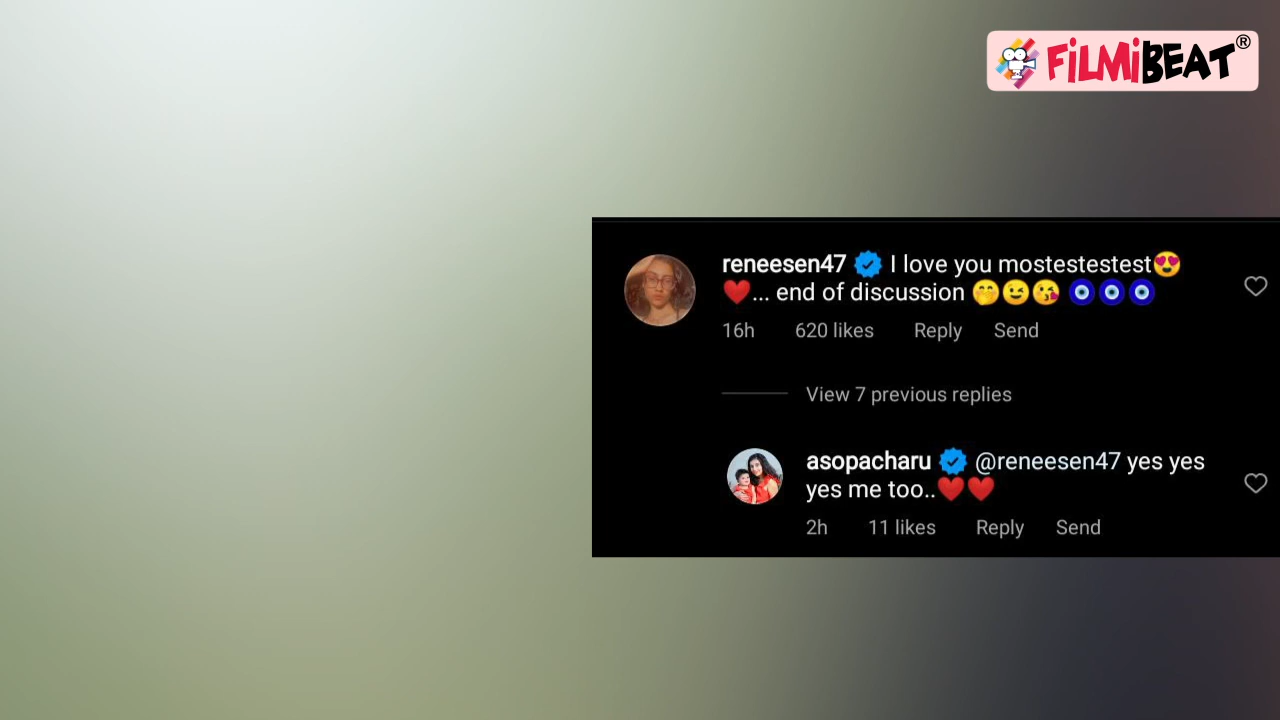 FiLMiBEAT®
reneesen47 I love you mostestestest😍
❤️... end of discussion 🤭😉😘 🧿🧿🧿
16h 620 likes Reply Send
View 7 previous replies
asopacharu @reneesen47 yes yes
yes me too..❤️❤️
2h 11 likes Reply Send